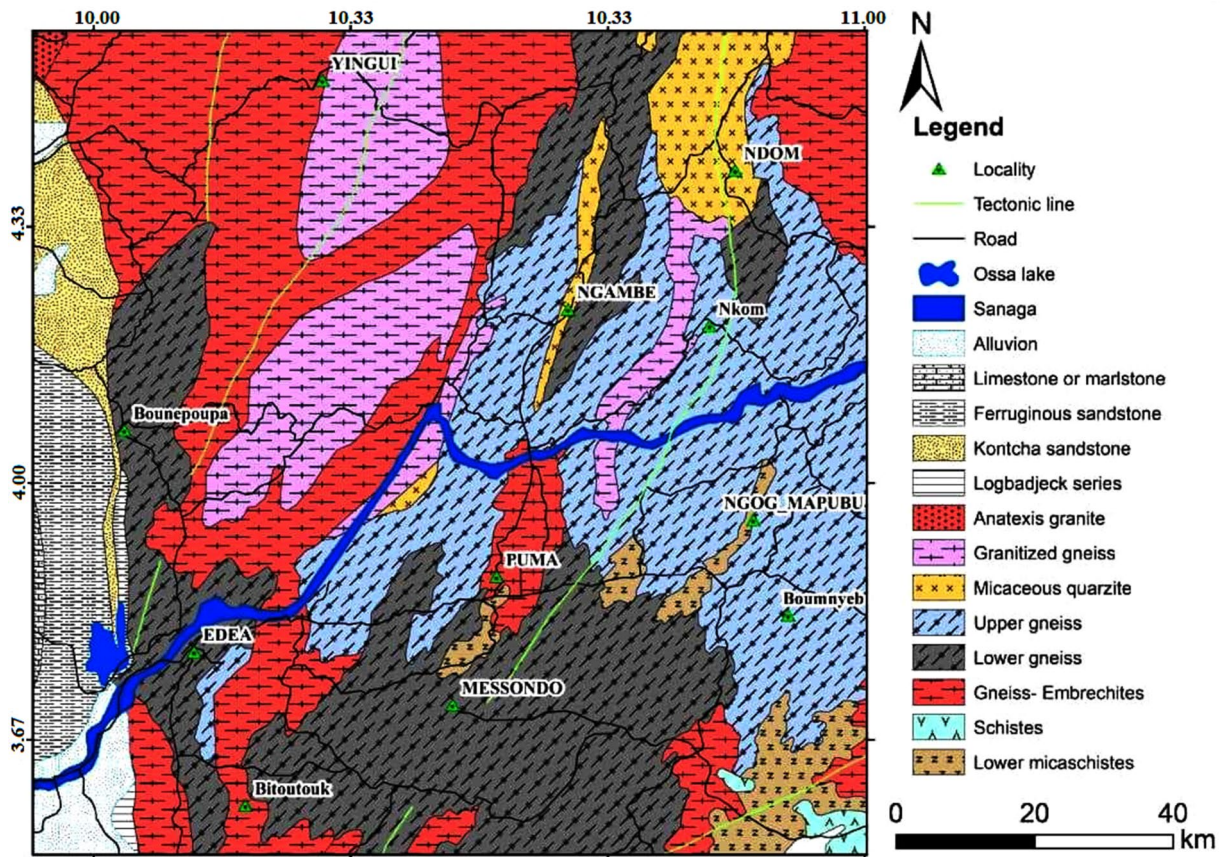 10.00 10.33 10.33 11.00
N
YINGUI
Legend
NDOM
Locality
Tectonic line
4.33
Road
NGAMBE
Ossa lake
Nkom
Sanaga
Alluvion
Limestone or marlstone
Bounepoupa
Ferruginous sandstone
Kontcha sandstone
4.00
Logbadjeck series
NGOG_MAPUBU
Anatexis granite
PUMA
Granitized gneiss
Micaceous quarzite
Boumnyeb
Upper gneiss
EDEA
Lower gneiss
MESSONDO
Gneiss- Embrechites
3.67
Schistes
Bitoutouk
Lower micaschistes
0 20 40
km